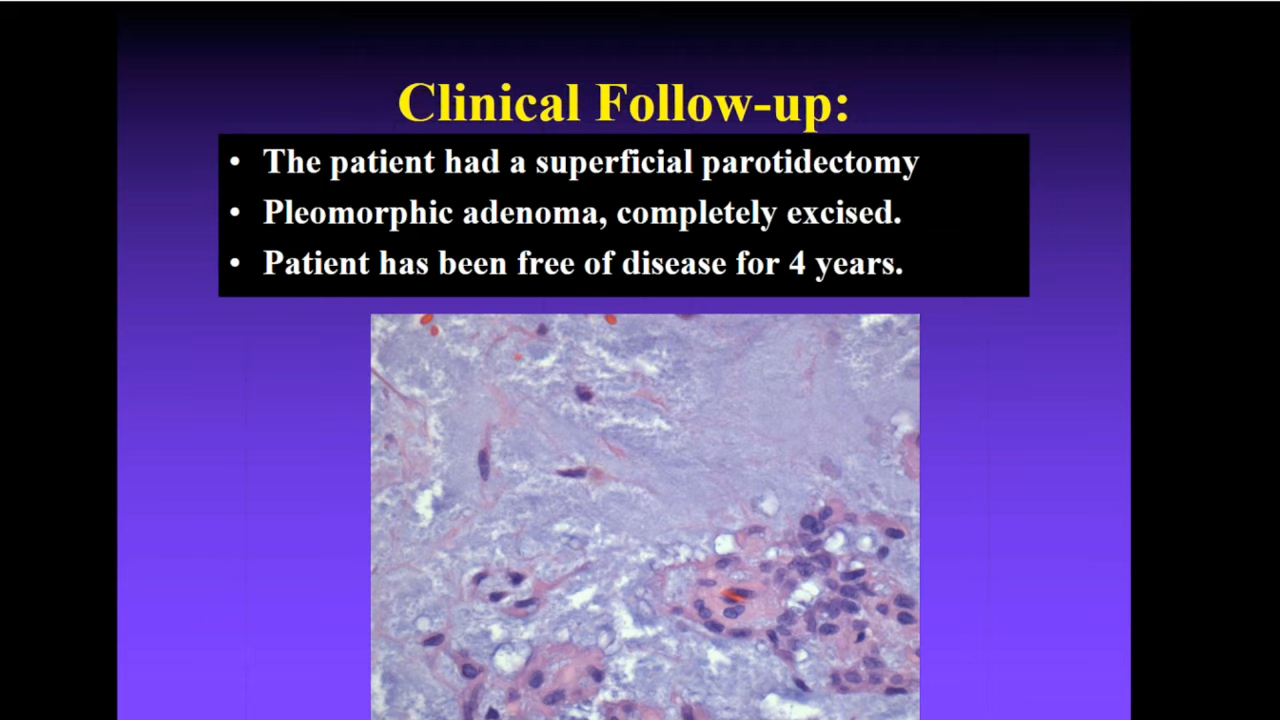 Clinical Follow-up:
• The patient had a superficial parotidectomy
• Pleomorphic adenoma, completely excised.
• Patient has been free of disease for 4 years.